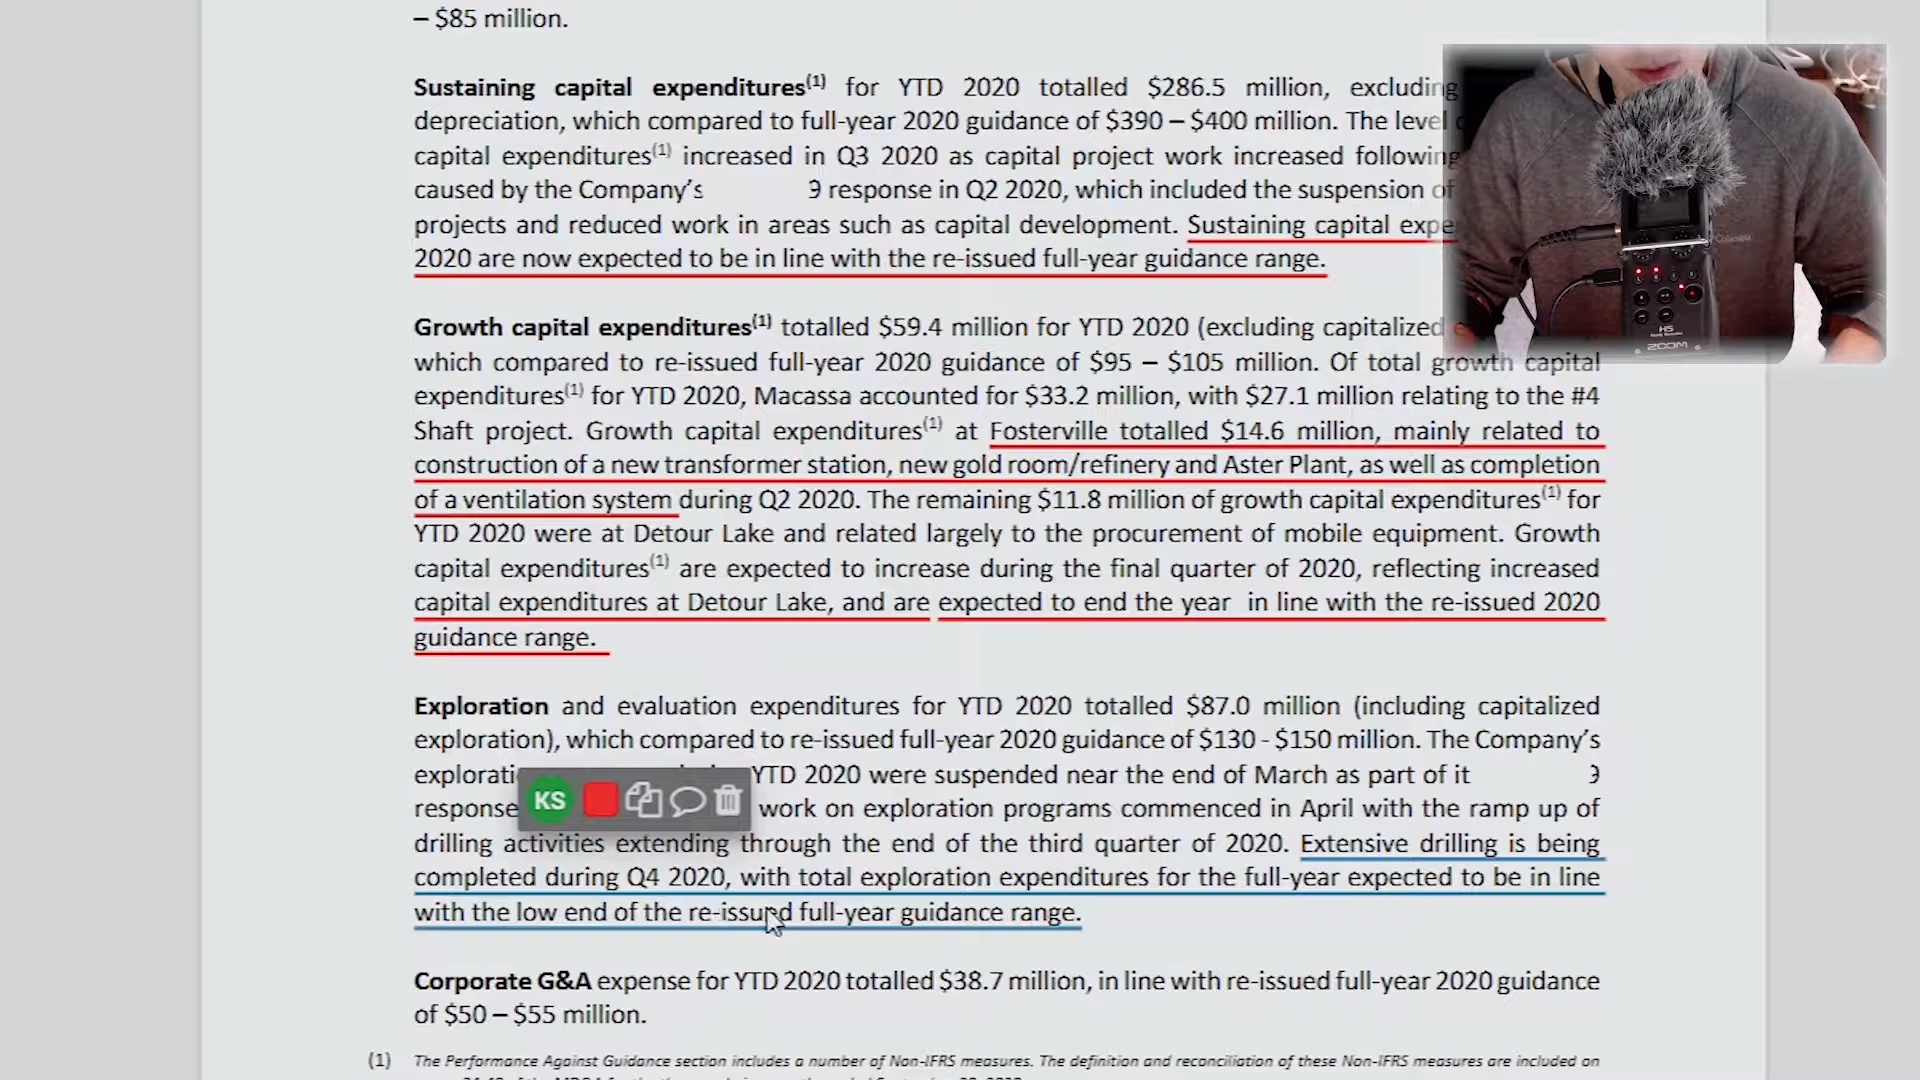 – $85 million.
Sustaining capital expenditures(1) for YTD 2020 totalled $286.5 million, excluding
depreciation, which compared to full-year 2020 guidance of $390 – $400 million. The level
capital expenditures(1) increased in Q3 2020 as capital project work increased following
caused by the Company's 9 response in Q2 2020, which included the suspension of
projects and reduced work in areas such as capital development. Sustaining capital expe
2020 are now expected to be in line with the re-issued full-year guidance range.
Growth capital expenditures(1) totalled $59.4 million for YTD 2020 (excluding capitalized
which compared to re-issued full-year 2020 guidance of $95 – $105 million. Of total growth capital
expenditures(1) for YTD 2020, Macassa accounted for $33.2 million, with $27.1 million relating to the #4
Shaft project. Growth capital expenditures(1) at Fosterville totalled $14.6 million, mainly related to
construction of a new transformer station, new gold room/refinery and Aster Plant, as well as completion
of a ventilation system during Q2 2020. The remaining $11.8 million of growth capital expenditures(1) for
YTD 2020 were at Detour Lake and related largely to the procurement of mobile equipment. Growth
capital expenditures(1) are expected to increase during the final quarter of 2020, reflecting increased
capital expenditures at Detour Lake, and are expected to end the year in line with the re-issued 2020
guidance range.
Exploration and evaluation expenditures for YTD 2020 totalled $87.0 million (including capitalized
exploration), which compared to re-issued full-year 2020 guidance of $130 - $150 million. The Company's
explorati YTD 2020 were suspended near the end of March as part of it
response work on exploration programs commenced in April with the ramp up of
KS
drilling activities extending through the end of the third quarter of 2020. Extensive drilling is being
completed during Q4 2020, with total exploration expenditures for the full-year expected to be in line
with the low end of the re-issued full-year guidance range.
Corporate G&A expense for YTD 2020 totalled $38.7 million, in line with re-issued full-year 2020 guidance
of $50 – $55 million.
(1) The Performance Against Guidance section includes a number of Non-IFRS measures. The definition and reconciliation of these Non-IFRS measures are included on
Columbia
H5
ZOOM